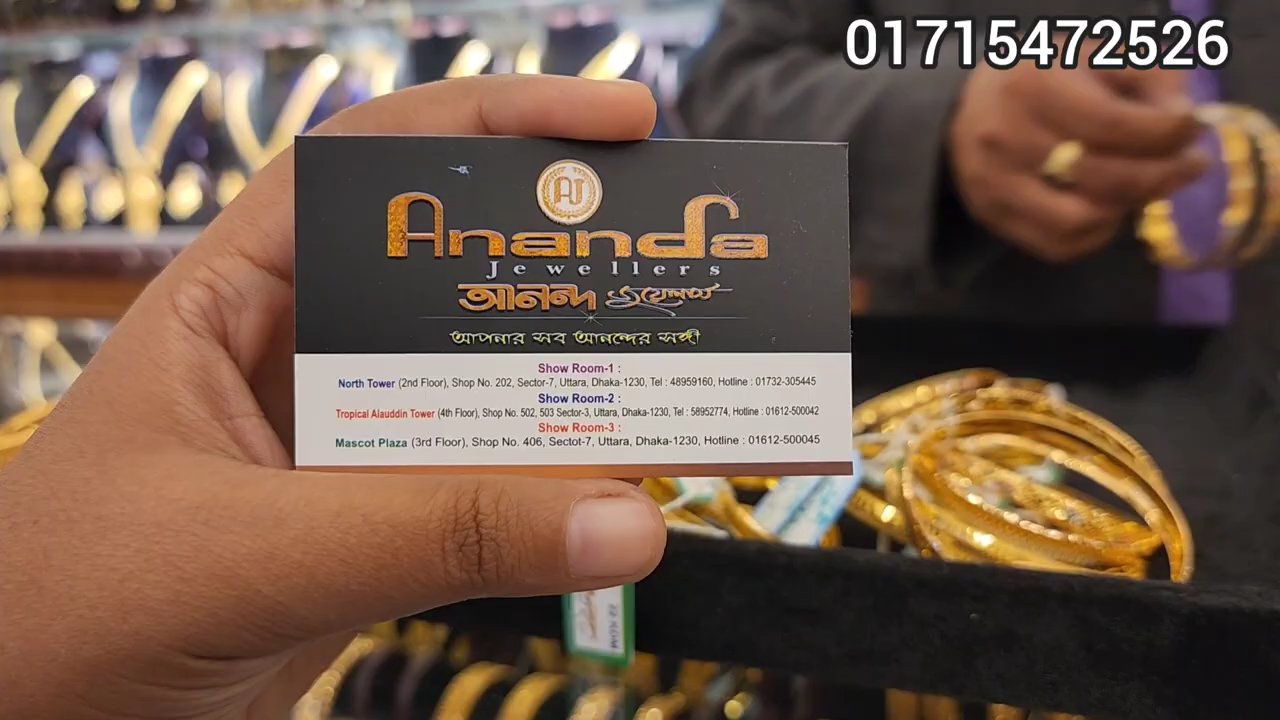 01715472526
AJ
Ananda
Jewellers
আনন্দ জুয়েলার্স
আপনার সব আনন্দের সঙ্গী
Show Room-1 :
North Tower (2nd Floor), Shop No. 202, Sector-7, Uttara, Dhaka-1230, Tel : 48959160, Hotline : 01732-305445
Show Room-2 :
Tropical Alauddin Tower (4th Floor), Shop No. 502, 503 Sector-3, Uttara, Dhaka-1230, Tel : 58952774, Hotline : 01612-500042
Show Room-3 :
Mascot Plaza (3rd Floor), Shop No. 406, Sectot-7, Uttara, Dhaka-1230, Hotline : 01612-500045